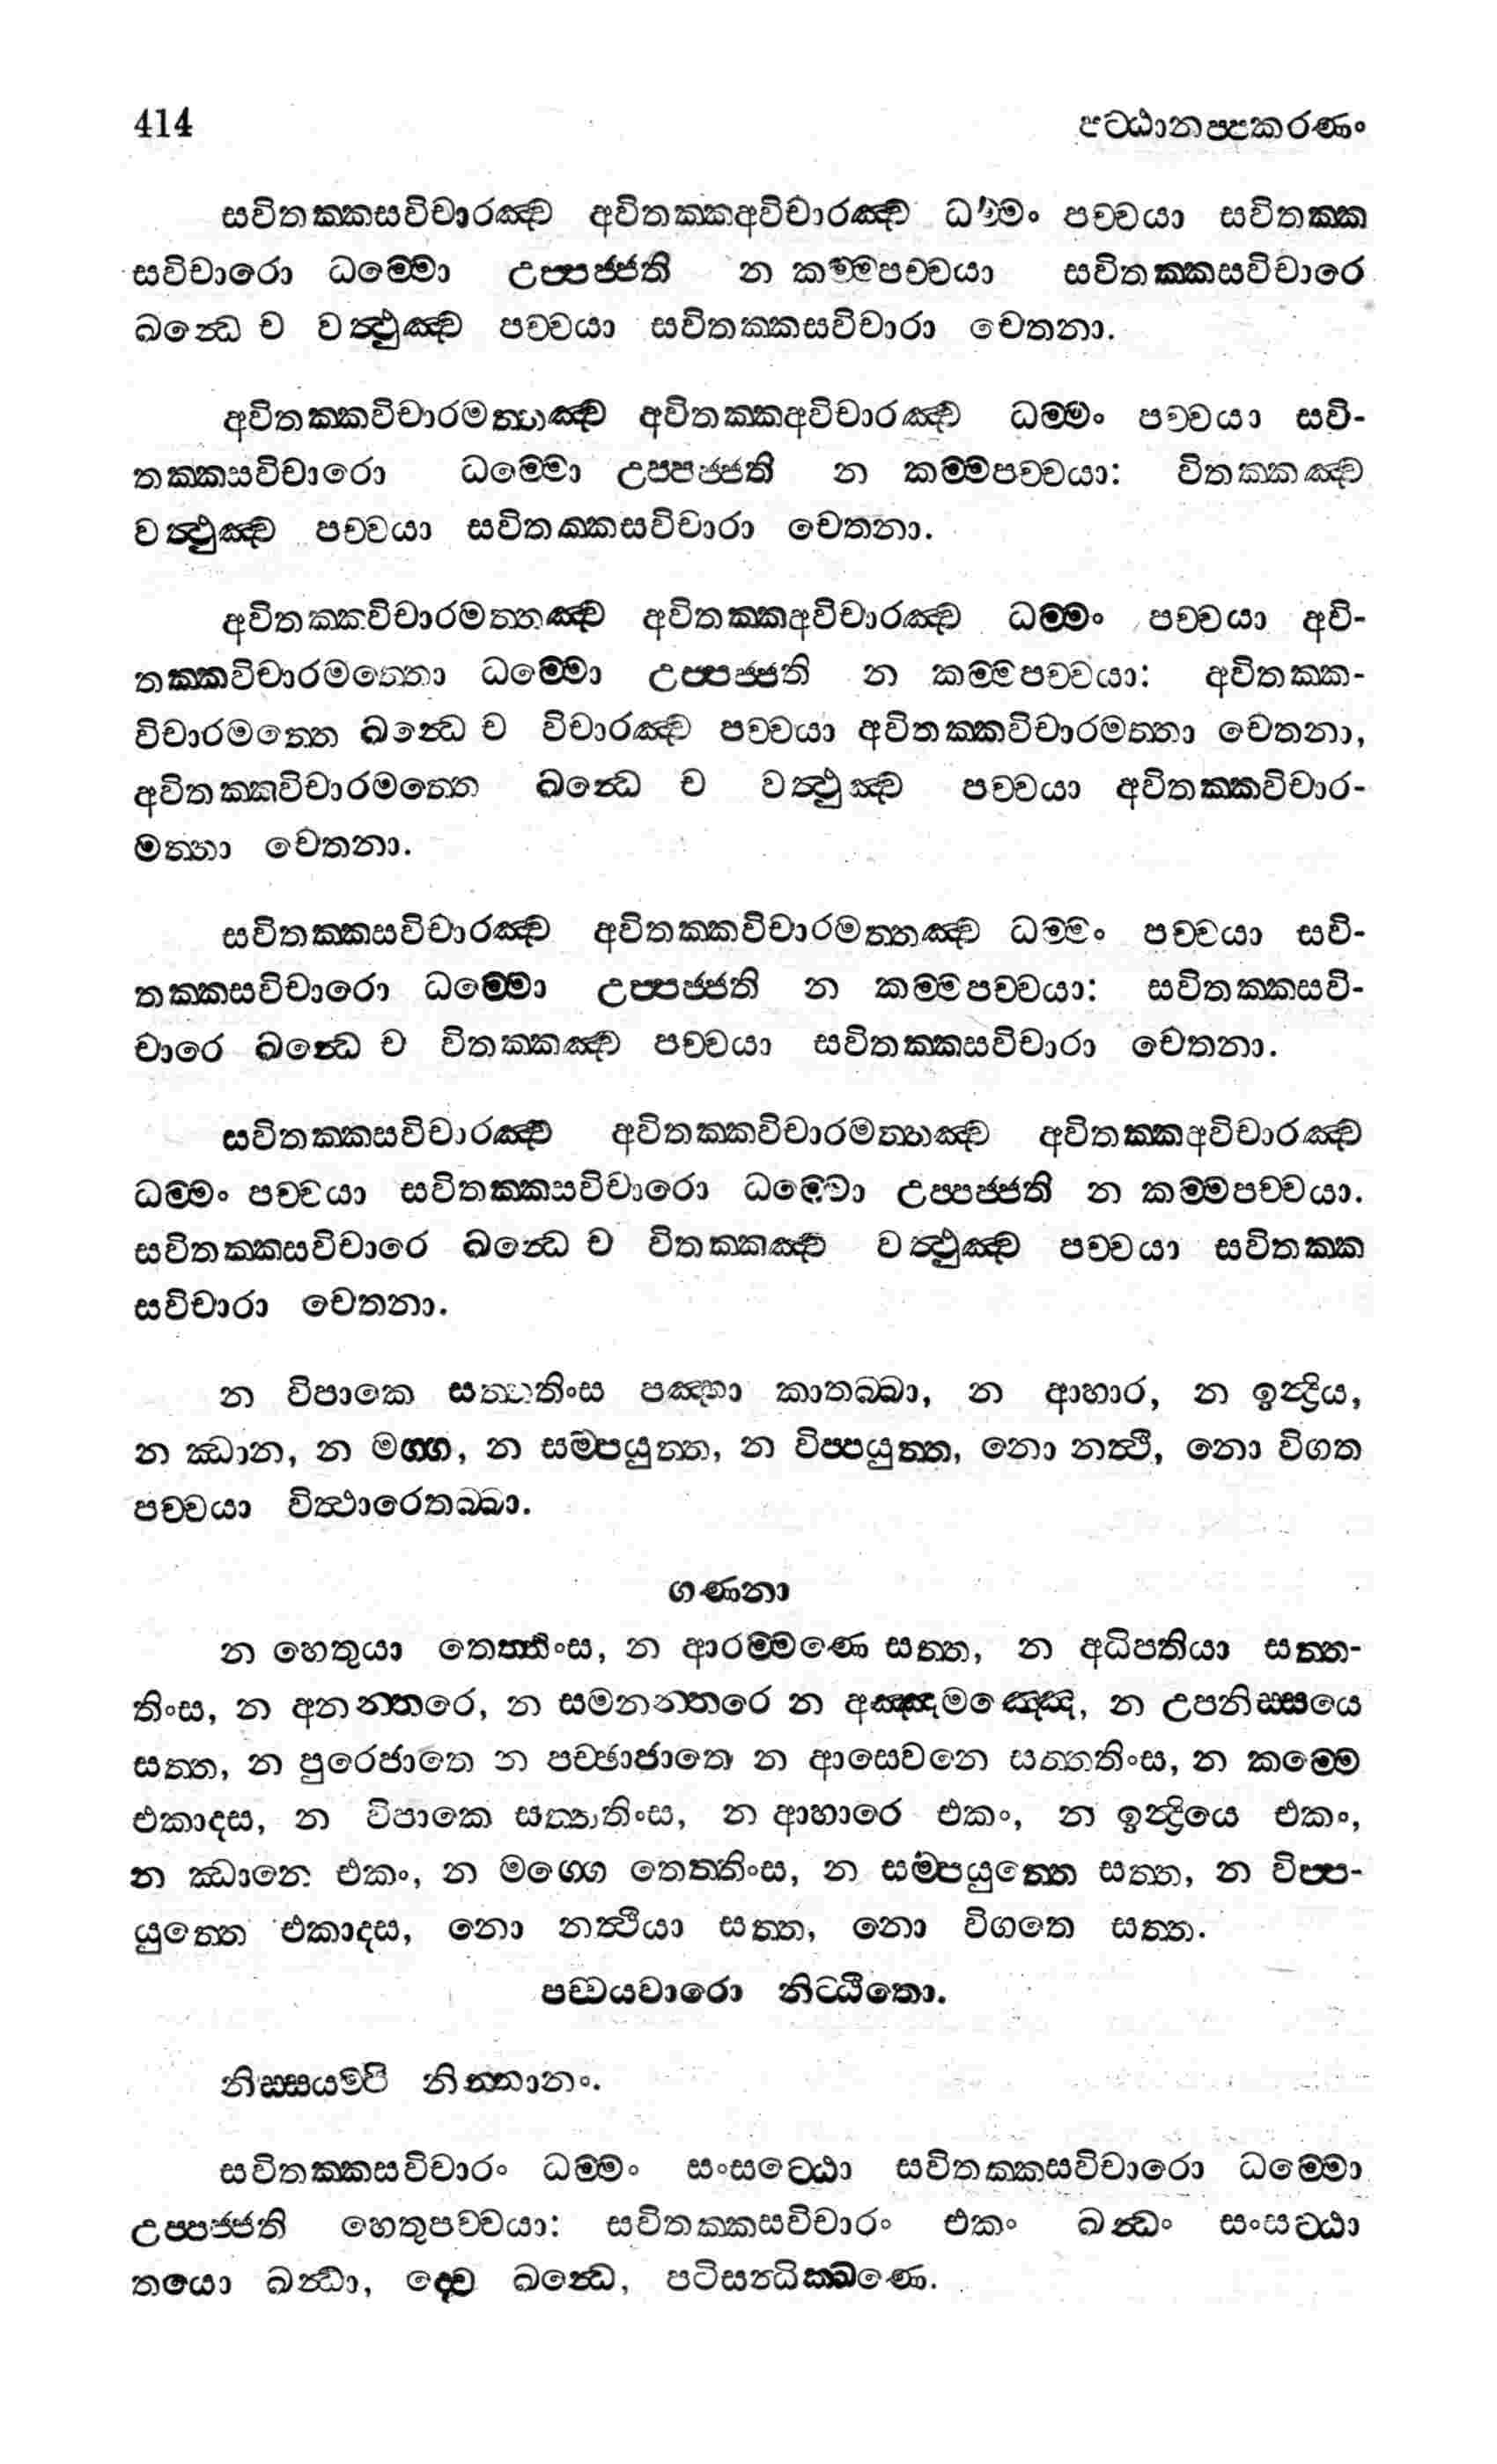 414 පට්ඨානප්පකරණං
සවිතක්කසවිචාරඤ්ච අවිතක්කඅවිචාරඤ්ච ධම්මං පච්චයා සවිතක්ක
සවිචාරො ධම්මො උප්පජ්ජති න කම්මපච්චයා සවිතක්කසවිචාරෙ
ඛන්ධෙ ච වත්ථුඤ්ච පච්චයා සවිතක්කසවිචාරා චෙතනා.
අවිතක්කවිචාරමත්තඤ්ච අවිතක්කඅවිචාරඤ්ච ධම්මං පච්චයා සවි-
තක්කසවිචාරො ධම්මො උප්පජ්ජති න කම්මපච්චයා: විතක්කඤ්ච
වත්ථුඤ්ච පච්චයා සවිතක්කසවිචාරා චෙතනා.
අවිතක්කවිචාරමත්තඤ්ච අවිතක්කඅවිචාරඤ්ච ධම්මං පච්චයා අවි-
තක්කවිචාරමත්තො ධම්මො උප්පජ්ජති න කම්මපච්චයා: අවිතක්ක-
විචාරමත්තෙ ඛන්ධෙ ච විචාරඤ්ච පච්චයා අවිතක්කවිචාරමත්තා චෙතනා,
අවිතක්කවිචාරමත්තෙ ඛන්ධෙ ච වත්ථුඤ්ච පච්චයා අවිතක්කවිචාර-
මත්තා චෙතනා.
සවිතක්කසවිචාරඤ්ච අවිතක්කවිචාරමත්තඤ්ච ධම්මං පච්චයා සවි-
තක්කසවිචාරො ධම්මො උප්පජ්ජති න කම්මපච්චයා: සවිතක්කසවි-
චාරෙ ඛන්ධෙ ච විතක්කඤ්ච පච්චයා සවිතක්කසවිචාරා චෙතනා.
සවිතක්කසවිචාරඤ්ච අවිතක්කවිචාරමත්තඤ්ච අවිතක්කඅවිචාරඤ්ච
ධම්මං පච්චයා සවිතක්කසවිචාරො ධම්මො උප්පජ්ජති න කම්මපච්චයා.
සවිතක්කසවිචාරෙ ඛන්ධෙ ච විතක්කඤ්ච වත්ථුඤ්ච පච්චයා සවිතක්ක
සවිචාරා චෙතනා.
න විපාකෙ සත්තතිංස පඤ්හා කාතබ්බා, න ආහාර, න ඉන්ද්‍රිය,
න ඣාන, න මග්ග, න සම්පයුත්ත, න විප්පයුත්ත, නො නත්ථි, නො විගත
පච්චයා විත්ථාරෙතබ්බා.
ගණනා
න හෙතුයා තෙත්තිංස, න ආරම්මණෙ සත්ත, න අධිපතියා සත්ත-
තිංස, න අනන්තරෙ, න සමනන්තරෙ න අඤ්ඤමඤ්ඤෙ, න උපනිස්සයෙ
සත්ත, න පුරෙජාතෙ න පච්ඡාජාතෙ න ආසෙවනෙ සත්තතිංස, න කම්මෙ
එකාදස, න විපාකෙ සත්තතිංස, න ආහාරෙ එකං, න ඉන්ද්‍රියෙ එකං,
න ඣානෙ එකං, න මග්ගෙ තෙත්තිංස, න සම්පයුත්තෙ සත්ත, න විප්ප-
යුත්තෙ එකාදස, නො නත්ථියා සත්ත, නො විගතෙ සත්ත.
පච්චයවාරො නිට්ඨිතො.
නිස්සයම්පි නින්නානං.
සවිතක්කසවිචාරං ධම්මං සංසට්ඨො සවිතක්කසවිචාරො ධම්මො
උප්පජ්ජති හෙතුපච්චයා: සවිතක්කසවිචාරං එකං ඛන්ධං සංසට්ඨා
තයො ඛන්ධා, ද්වෙ ඛන්ධෙ, පටිසන්ධික්ඛණෙ.